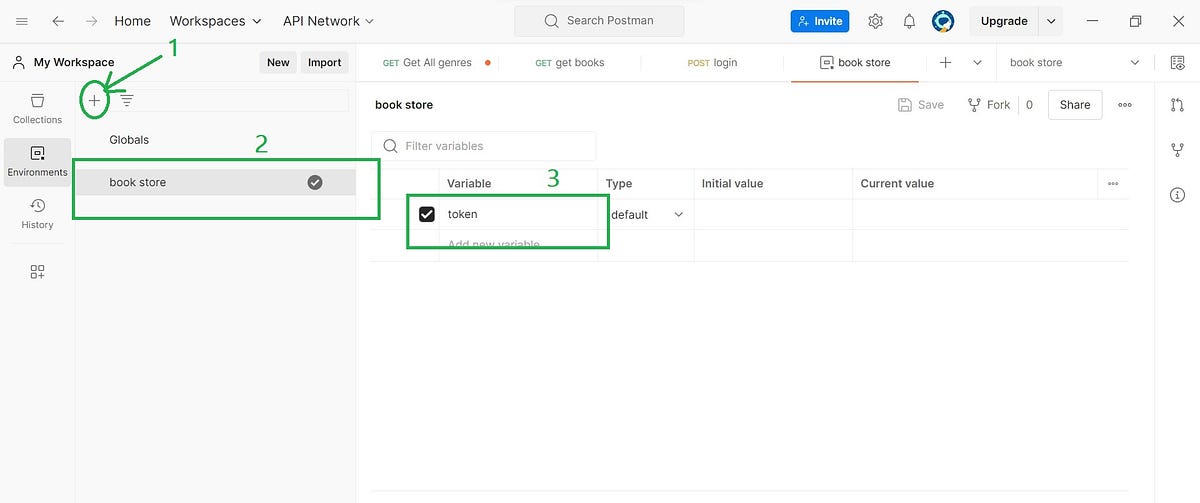 Home Workspaces API Network Search Postman Invite Upgrade
1
My Workspace New Import GET Get All genres GET get books POST login book store book store
Collections
book store Save Fork 0 Share
Globals
2
Filter variables
Environments
book store
Variable 3 Type Initial value Current value
token default
History
Add new variable